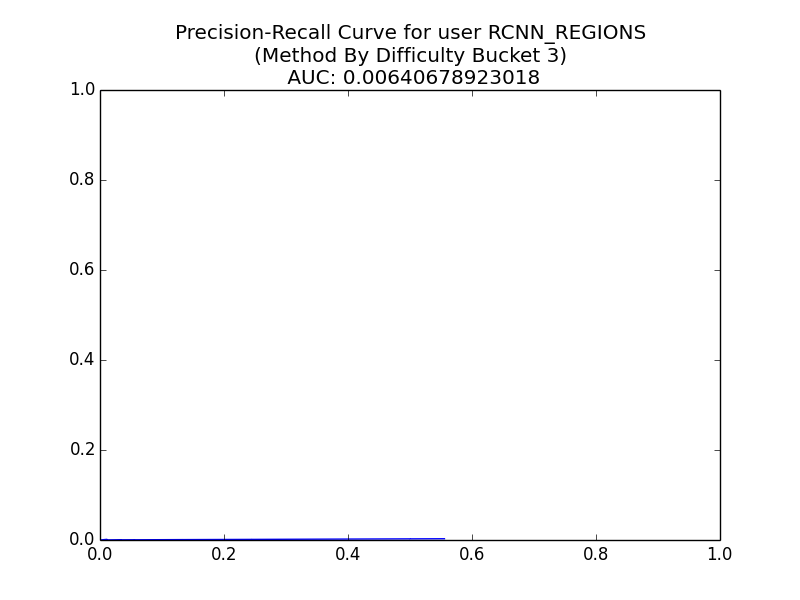 Precision-Recall Curve for user RCNN_REGIONS
(Method By Difficulty Bucket 3)
AUC: 0.00640678923018
1.0
0.8
0.6
0.4
0.2
0.0
0.0 0.2 0.4 0.6 0.8 1.0